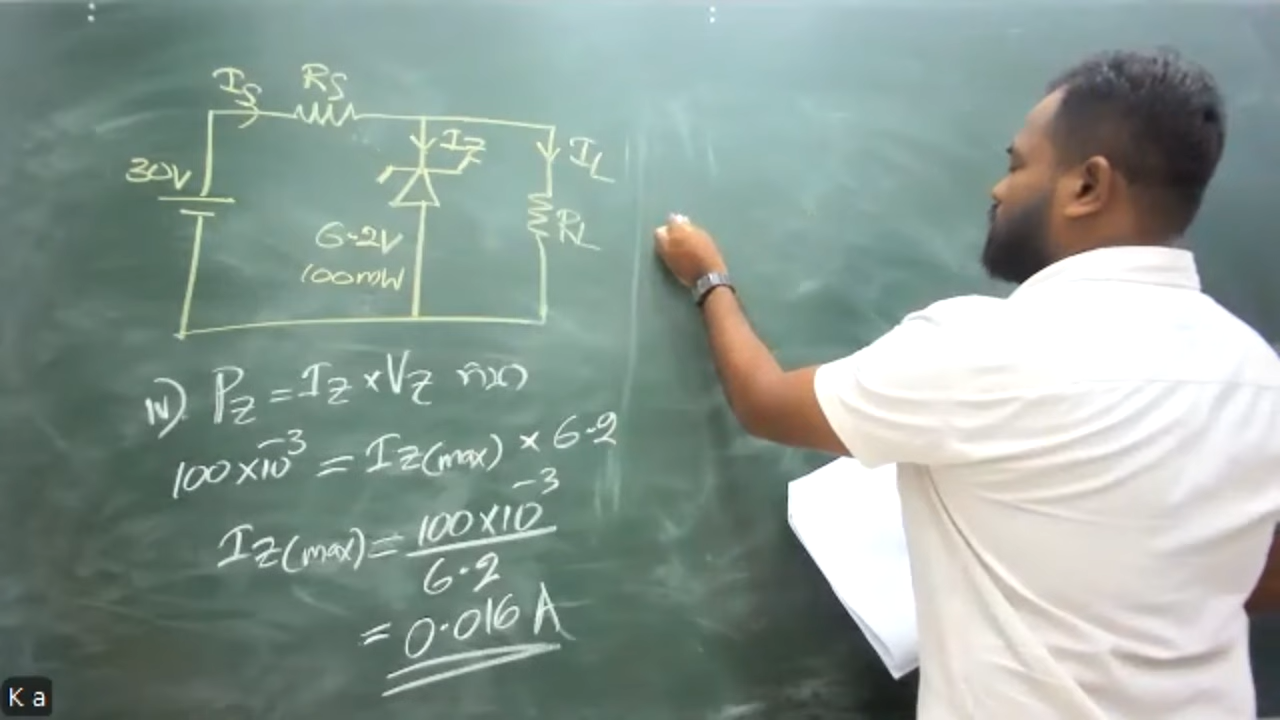 Is Rs
30V
Iz
IL
RL
6.2V
100mW
iv) Pz = Iz × Vz
100×10⁻³ = Iz(max) × 6.2
Iz(max) = 100×10⁻³
6.2
= 0.016 A
K a